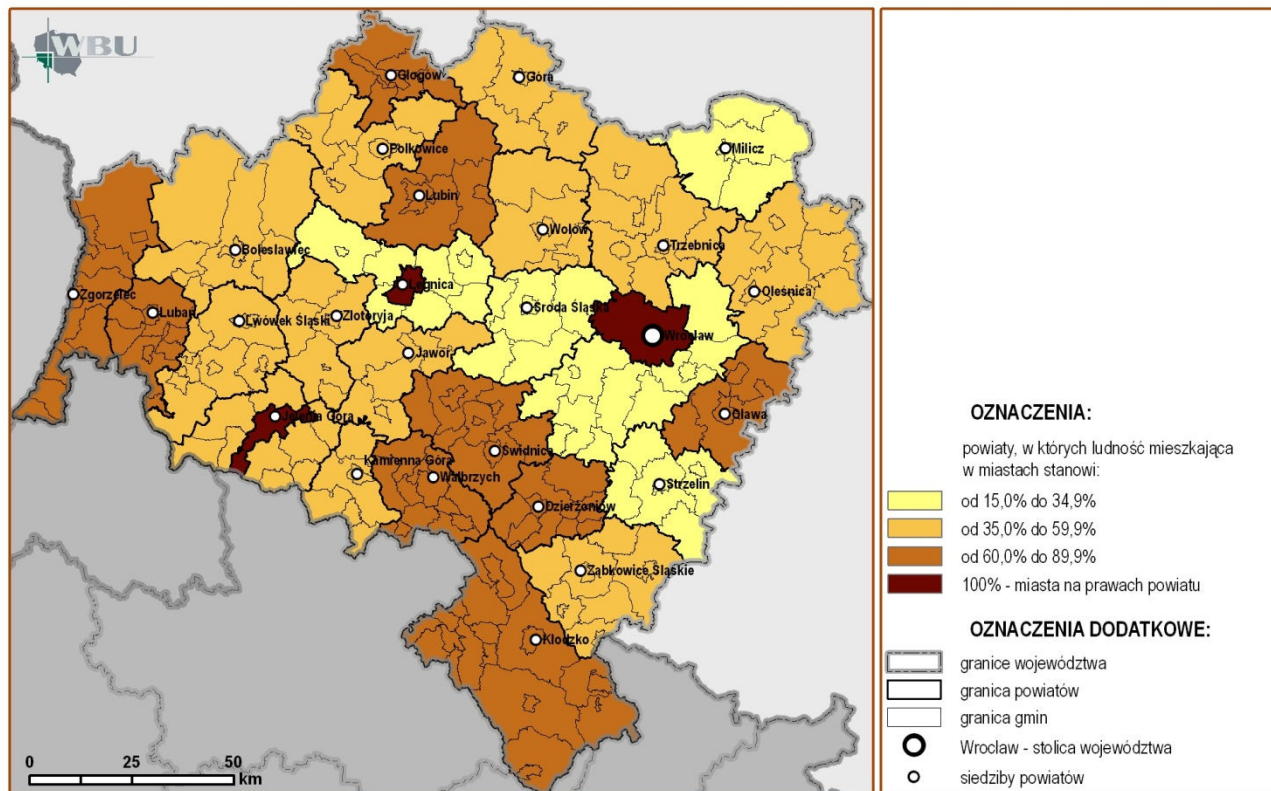 WBU
Głogów
Góra
Polkowice
Milicz
Lubin
Wołów
Trzebnica
Bolesławiec
Oleśnica
Zgorzelec
Legnica
Lubań
Środa Śląska
Lwówek Śląski
Złotoryja
Wrocław
Jawor
Jelenia Góra
Oława
Świdnica
Kamienna Góra
Wałbrzych
Strzelin
Dzierżoniów
Ząbkowice Śląskie
Kłodzko
0 25 50
km
OZNACZENIA:
powiaty, w których ludność mieszkająca
w miastach stanowi:
od 15,0% do 34,9%
od 35,0% do 59,9%
od 60,0% do 89,9%
100% - miasta na prawach powiatu
OZNACZENIA DODATKOWE:
granice województwa
granica powiatów
granica gmin
Wrocław - stolica województwa
siedziby powiatów